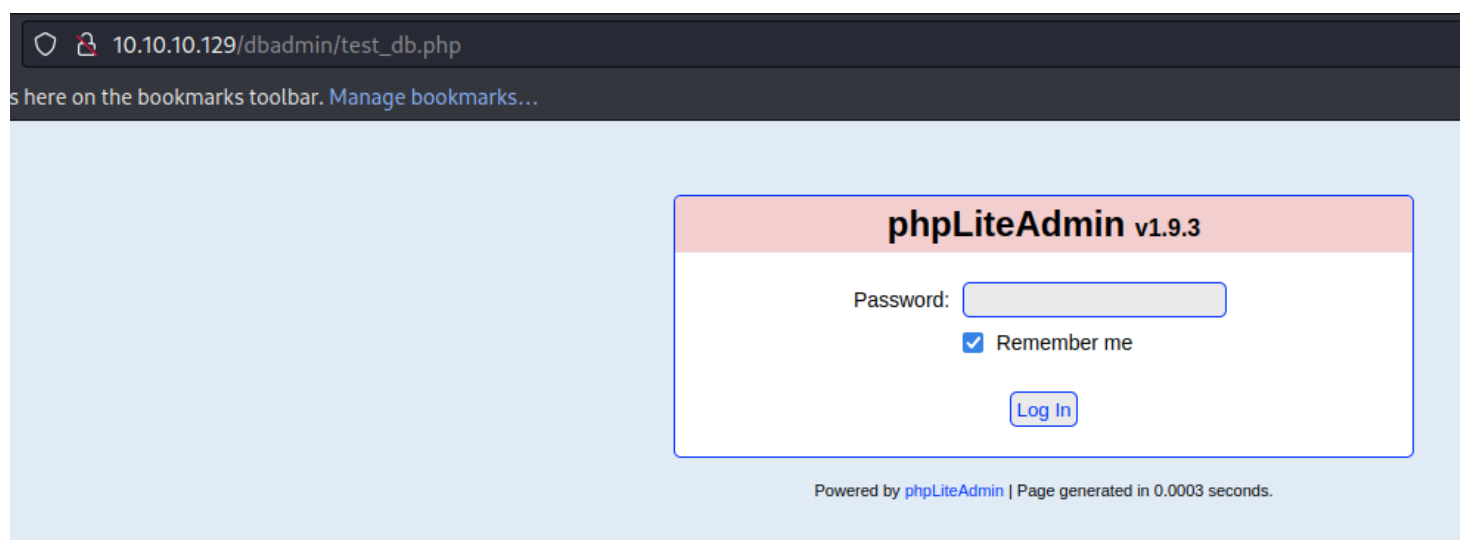 10.10.10.129/dbadmin/test_db.php
s here on the bookmarks toolbar. Manage bookmarks...
phpLiteAdmin v1.9.3
Password:
Remember me
Log In
Powered by phpLiteAdmin | Page generated in 0.0003 seconds.